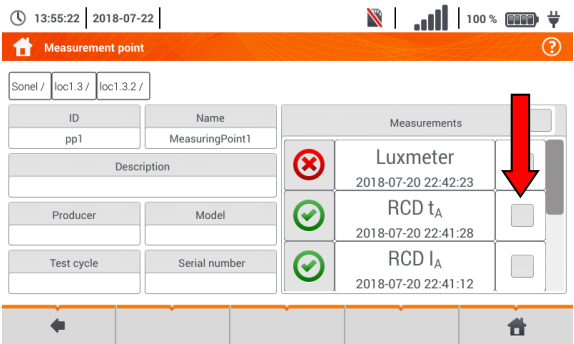 13:55:22 2018-07-22 100 %
Measurement point ?
Sonel / loc1.3 / loc1.3.2 /
ID Name
pp1 MeasuringPoint1
Description
Producer Model
Test cycle Serial number
Measurements
Luxmeter
2018-07-20 22:42:23
RCD tA
2018-07-20 22:41:28
RCD IA
2018-07-20 22:41:12